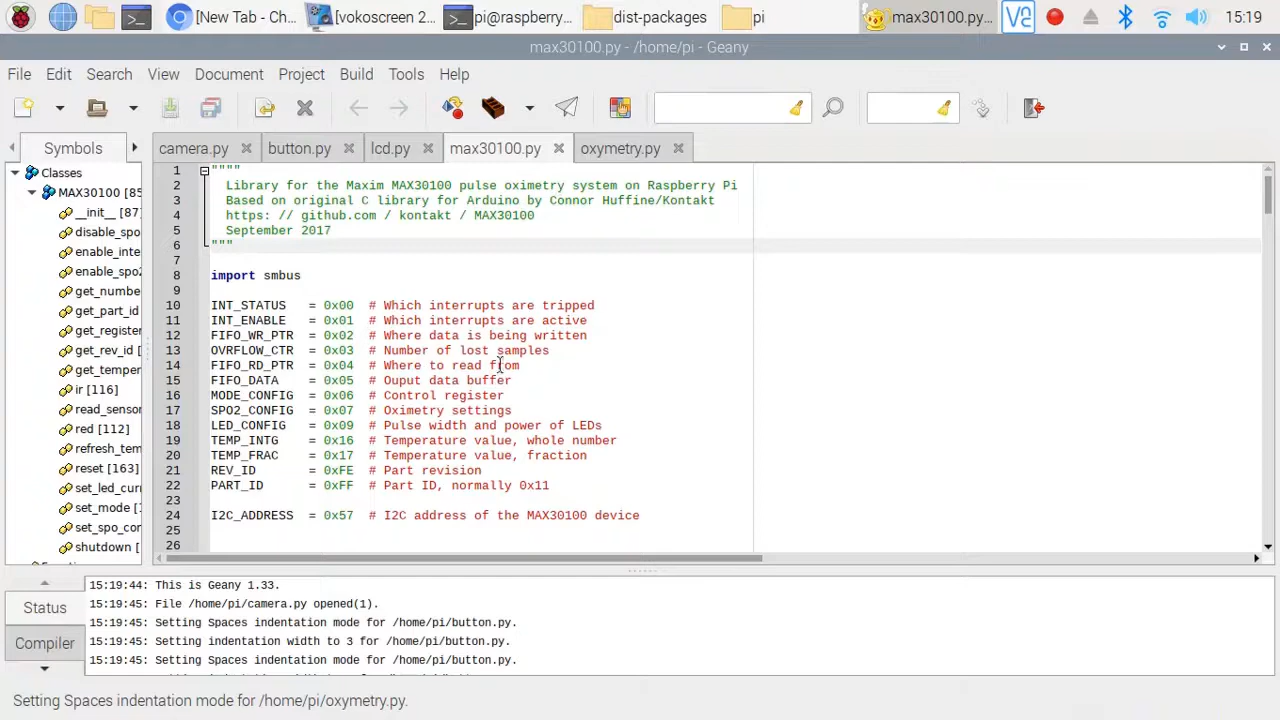 [New Tab - Ch...
[vokoscreen 2...
pi@raspberry...
dist-packages
pi
max30100.py...
15:19
max30100.py - /home/pi - Geany
File Edit Search View Document Project Build Tools Help
Symbols
camera.py button.py lcd.py max30100.py oxymetry.py
Classes
MAX30100 [85
__init__ [87]
disable_spo
enable_inte
enable_spo2
get_numbe
get_part_id
get_registe
get_rev_id [
get_temper
ir [116]
read_senso
red [112]
refresh_tem
reset [163]
set_led_curr
set_mode [1
set_spo_con
shutdown [
1 """"
2 Library for the Maxim MAX30100 pulse oximetry system on Raspberry Pi
3 Based on original C library for Arduino by Connor Huffine/Kontakt
4 https: // github.com / kontakt / MAX30100
5 September 2017
6 """
7
8 import smbus
9
10 INT_STATUS = 0x00 # Which interrupts are tripped
11 INT_ENABLE = 0x01 # Which interrupts are active
12 FIFO_WR_PTR = 0x02 # Where data is being written
13 OVRFLOW_CTR = 0x03 # Number of lost samples
14 FIFO_RD_PTR = 0x04 # Where to read from
15 FIFO_DATA = 0x05 # Ouput data buffer
16 MODE_CONFIG = 0x06 # Control register
17 SPO2_CONFIG = 0x07 # Oximetry settings
18 LED_CONFIG = 0x09 # Pulse width and power of LEDs
19 TEMP_INTG = 0x16 # Temperature value, whole number
20 TEMP_FRAC = 0x17 # Temperature value, fraction
21 REV_ID = 0xFE # Part revision
22 PART_ID = 0xFF # Part ID, normally 0x11
23
24 I2C_ADDRESS = 0x57 # I2C address of the MAX30100 device
25
26
Status
Compiler
15:19:44: This is Geany 1.33.
15:19:45: File /home/pi/camera.py opened(1).
15:19:45: Setting Spaces indentation mode for /home/pi/button.py.
15:19:45: Setting indentation width to 3 for /home/pi/button.py.
15:19:45: Setting Spaces indentation mode for /home/pi/button.py.
Setting Spaces indentation mode for /home/pi/oxymetry.py.